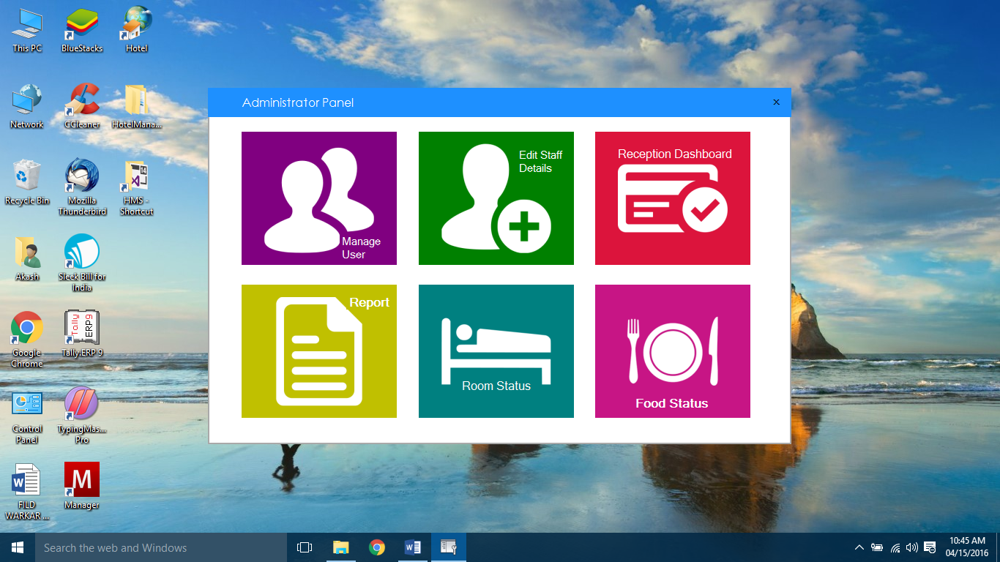 This PC
BlueStacks
Hotel
Network
CCleaner
HotelMana...
Recycle Bin
Mozilla
Thunderbird
HMS -
Shortcut
Akash
Sleek Bill for
India
Google
Chrome
Tally
ERP9
Tally.ERP 9
Control
Panel
TypingMas...
Pro
FILD
WARKAR ...
M
Manager
Administrator Panel
x
Manage
User
Edit Staff
Details
Reception Dashboard
Report
Room Status
Food Status
Search the web and Windows
10:45 AM
04/15/2016